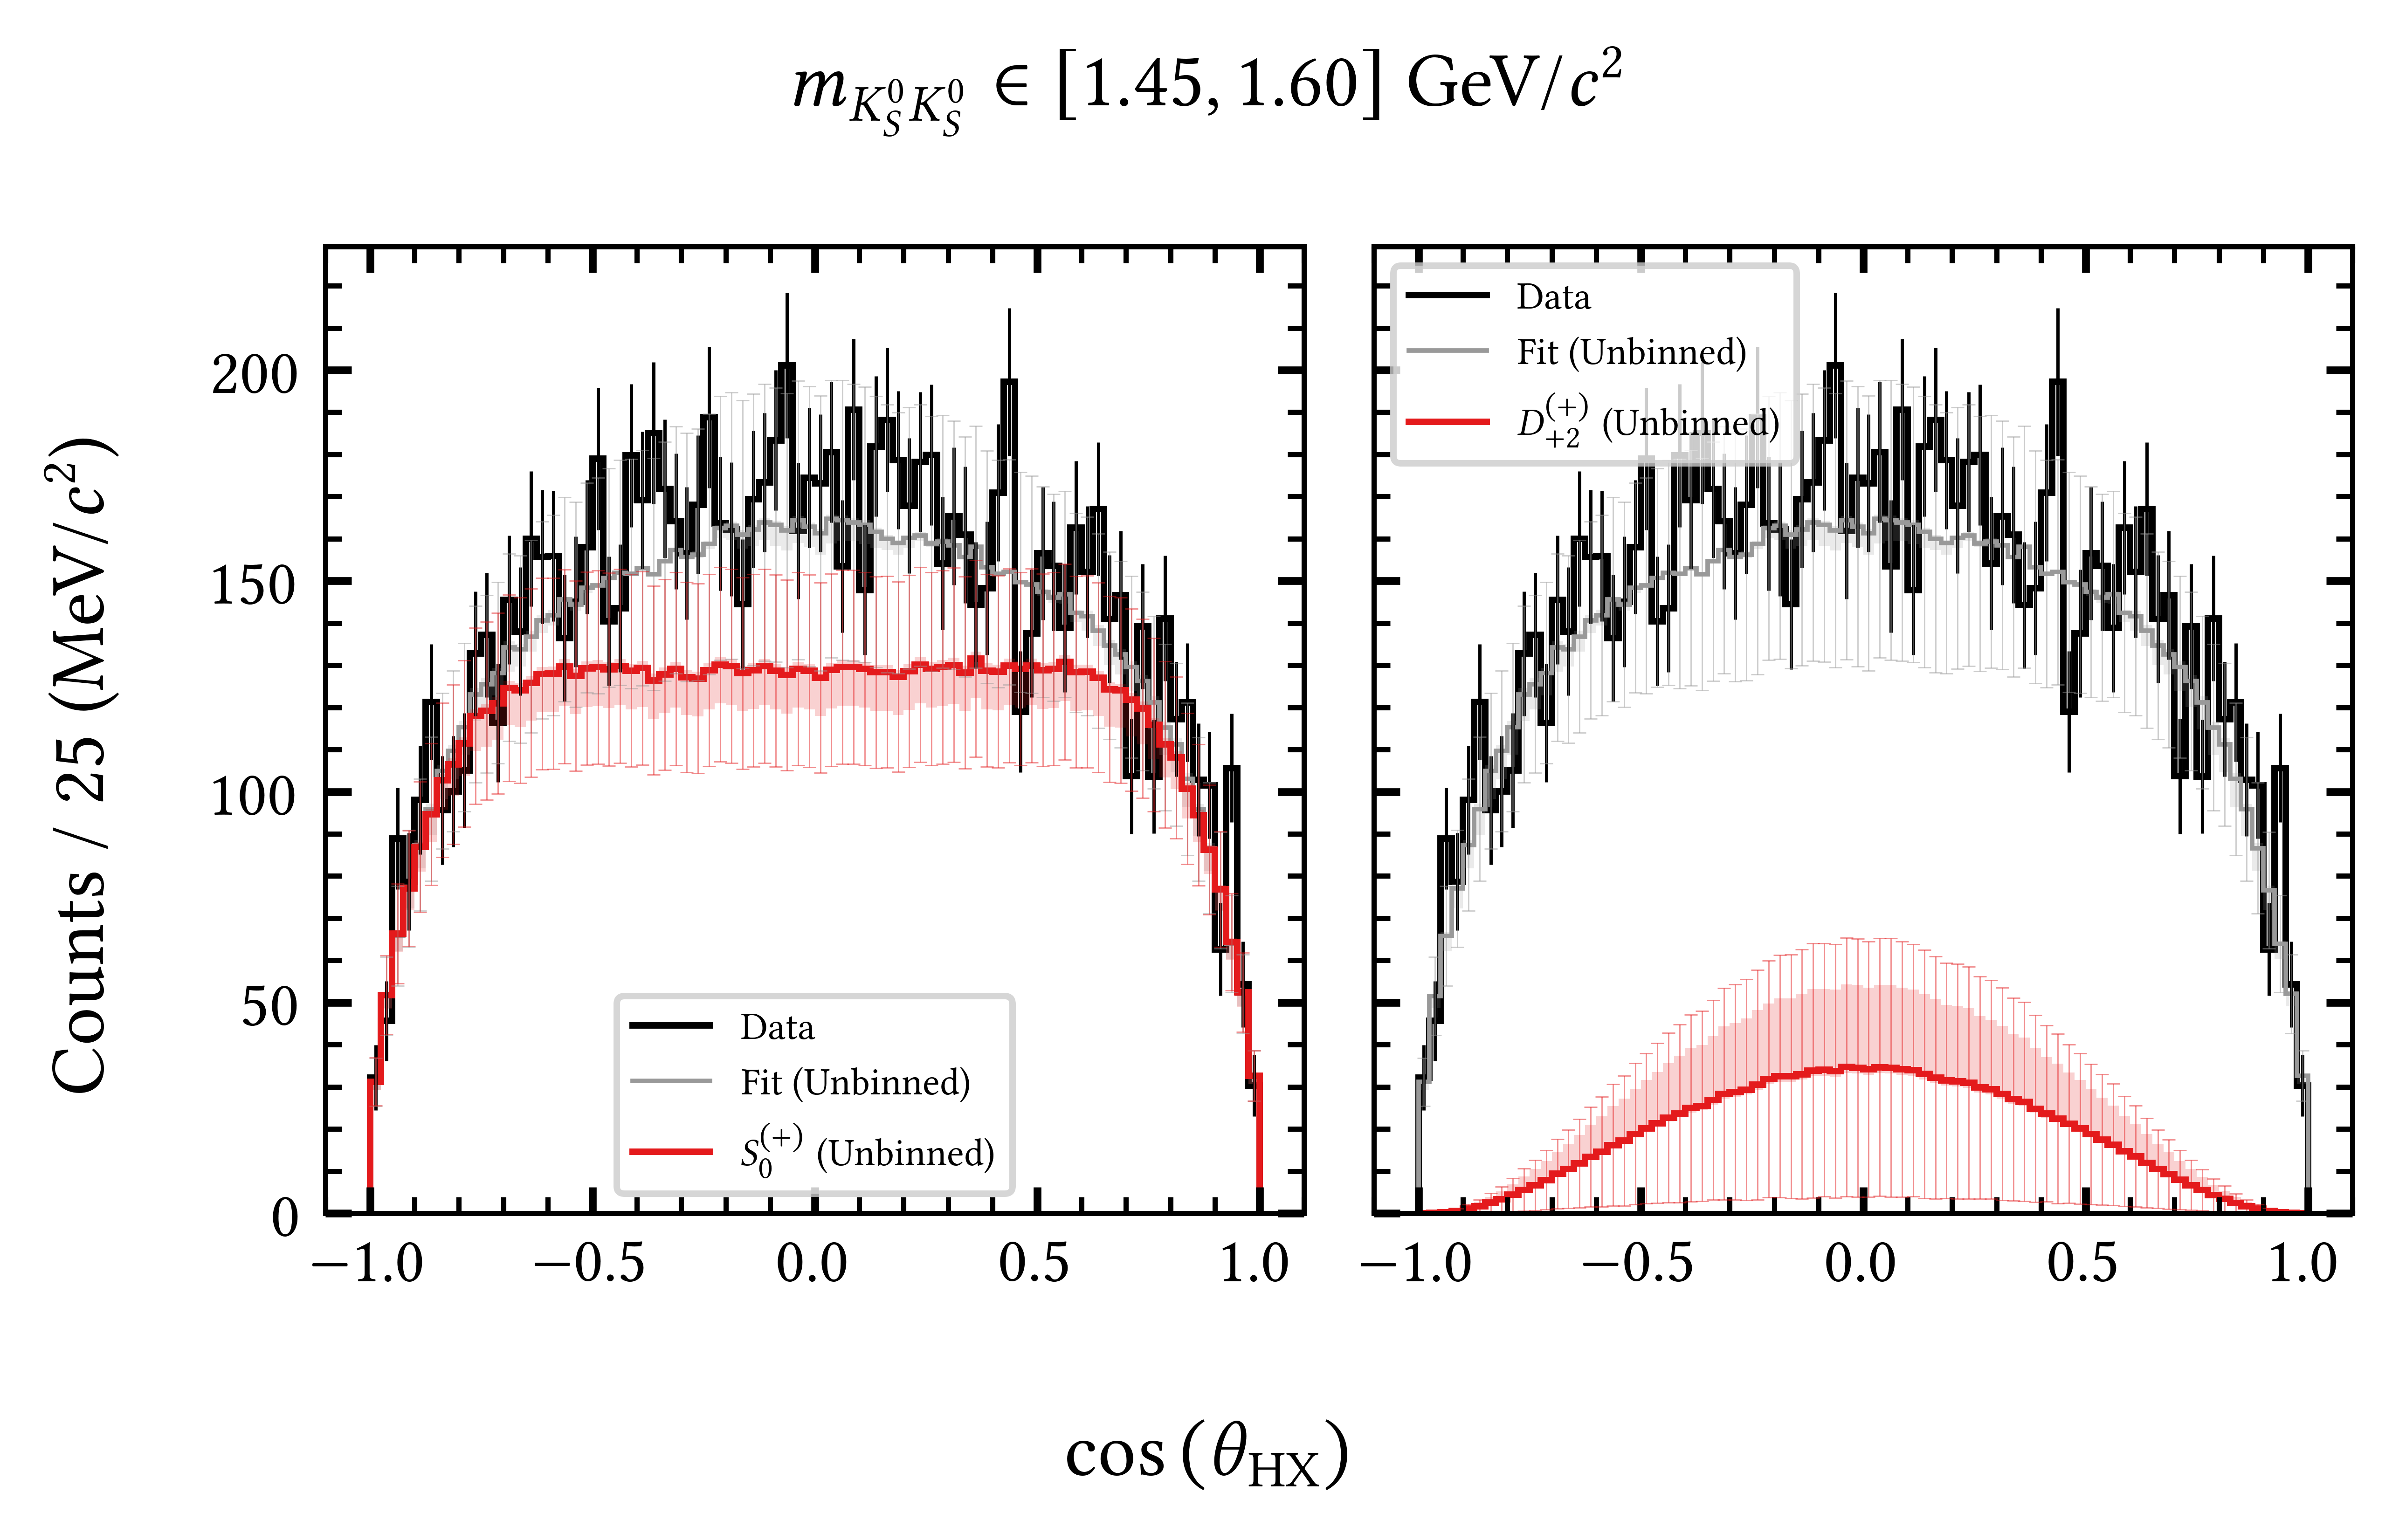 m_{K_S^0 K_S^0} ∈ [1.45, 1.60] GeV/c²
Counts / 25 (MeV/c²)
200
150
100
50
0
Data
Fit (Unbinned)
S_0^{(+)} (Unbinned)
−1.0 −0.5 0.0 0.5 1.0
Data
Fit (Unbinned)
D_{+2}^{(+)} (Unbinned)
−1.0 −0.5 0.0 0.5 1.0
cos (θ_HX)